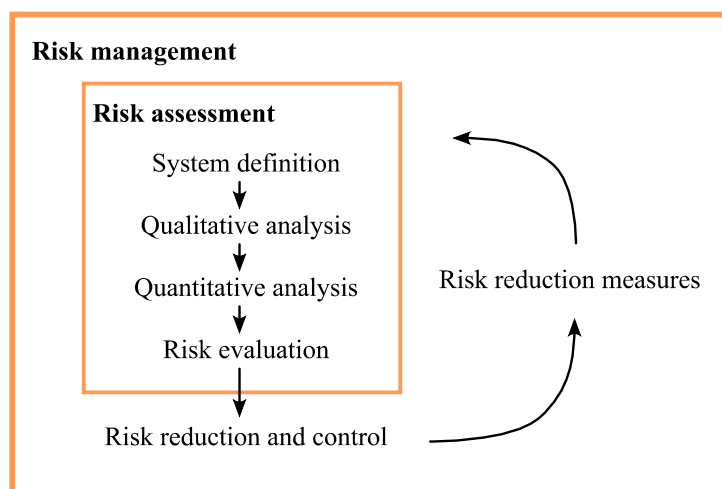 Risk management
Risk assessment
System definition
Qualitative analysis
Quantitative analysis
Risk evaluation
Risk reduction and control
Risk reduction measures